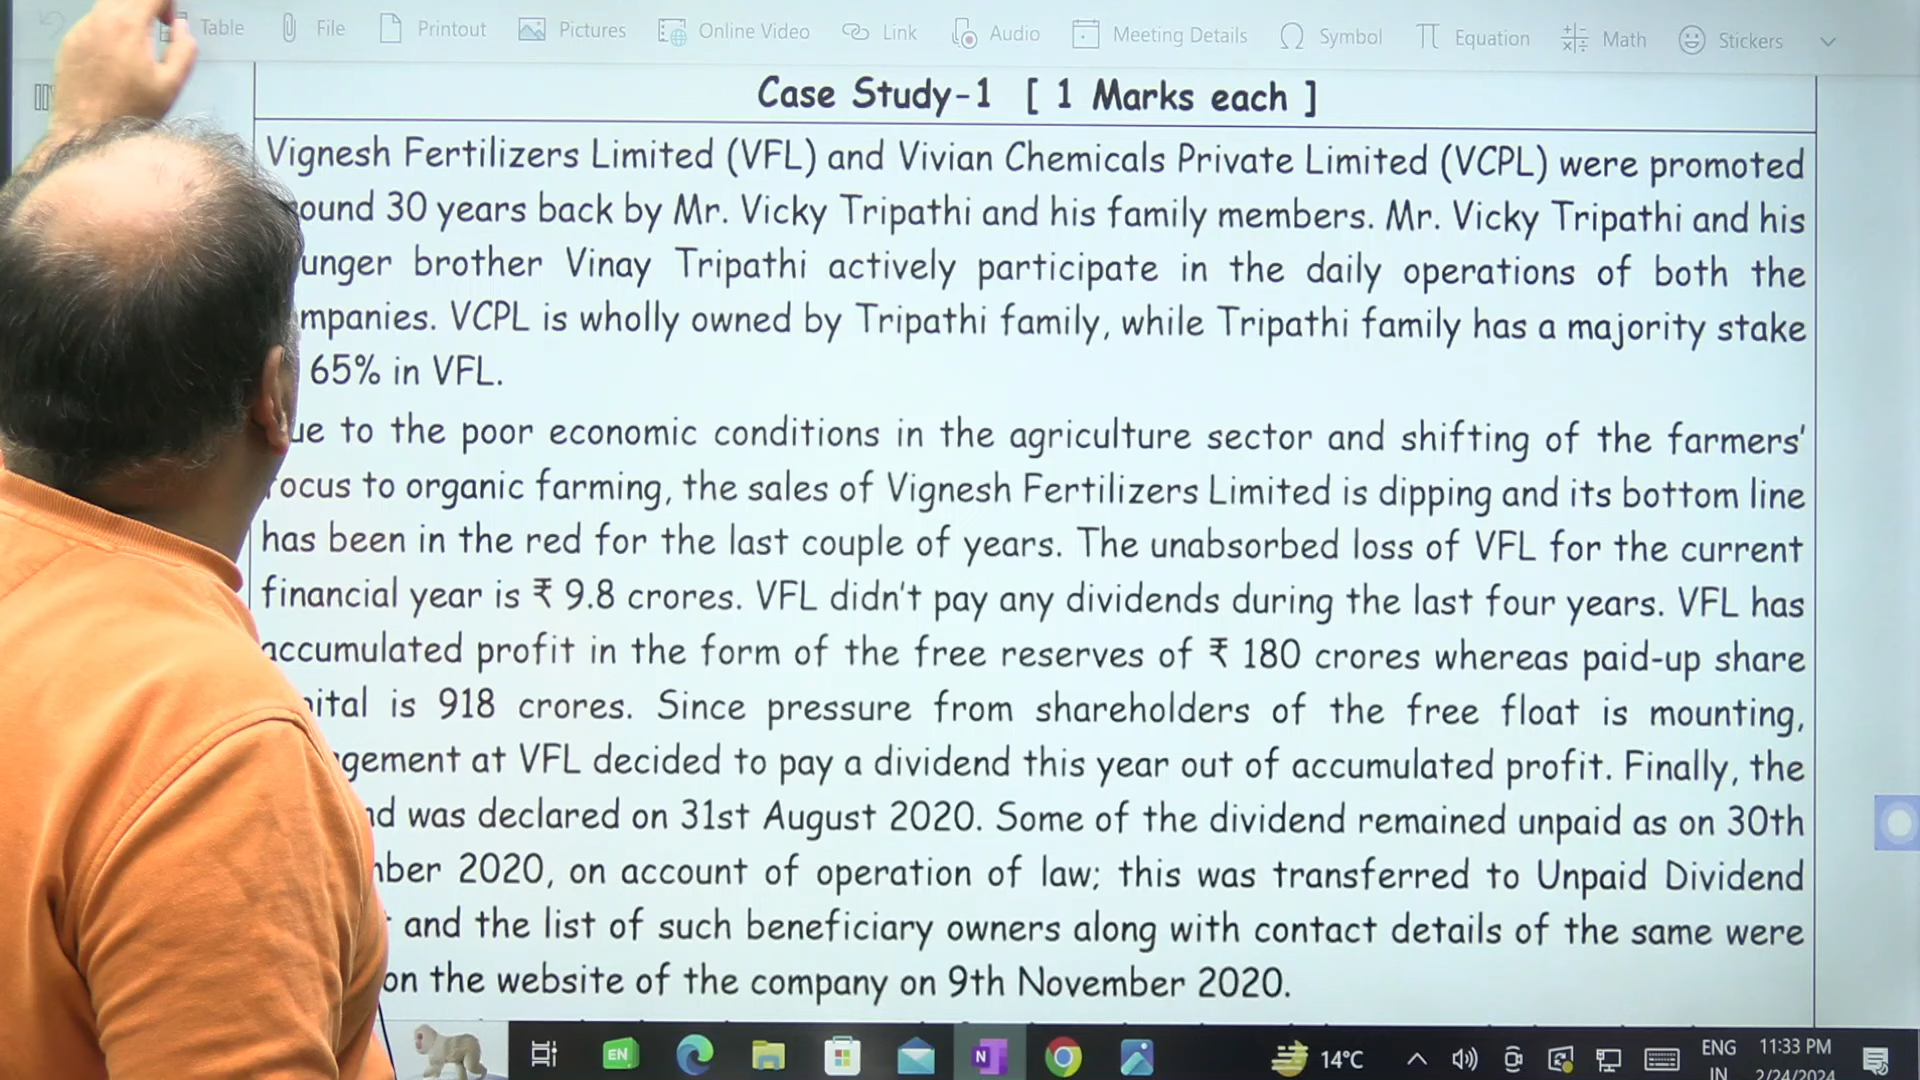 Table File Printout Pictures Online Video Link Audio Meeting Details Symbol Equation Math Stickers
Case Study-1 [ 1 Marks each ]
Vignesh Fertilizers Limited (VFL) and Vivian Chemicals Private Limited (VCPL) were promoted
ound 30 years back by Mr. Vicky Tripathi and his family members. Mr. Vicky Tripathi and his
unger brother Vinay Tripathi actively participate in the daily operations of both the
mpanies. VCPL is wholly owned by Tripathi family, while Tripathi family has a majority stake
65% in VFL.
ue to the poor economic conditions in the agriculture sector and shifting of the farmers'
focus to organic farming, the sales of Vignesh Fertilizers Limited is dipping and its bottom line
has been in the red for the last couple of years. The unabsorbed loss of VFL for the current
financial year is ₹ 9.8 crores. VFL didn't pay any dividends during the last four years. VFL has
accumulated profit in the form of the free reserves of ₹ 180 crores whereas paid-up share
pital is 918 crores. Since pressure from shareholders of the free float is mounting,
gement at VFL decided to pay a dividend this year out of accumulated profit. Finally, the
nd was declared on 31st August 2020. Some of the dividend remained unpaid as on 30th
ber 2020, on account of operation of law; this was transferred to Unpaid Dividend
and the list of such beneficiary owners along with contact details of the same were
on the website of the company on 9th November 2020.
EN N 14°C ENG 11:33 PM
IN 2/24/2024